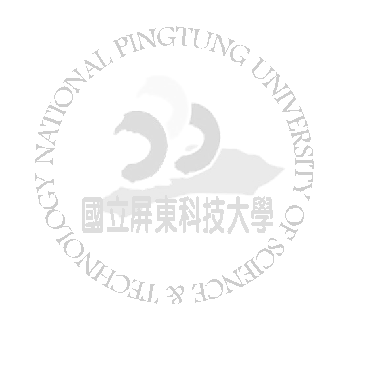 NATIONAL PINGTUNG UNIVERSITY OF SCIENCE & TECHNOLOGY
國立屏東科技大學